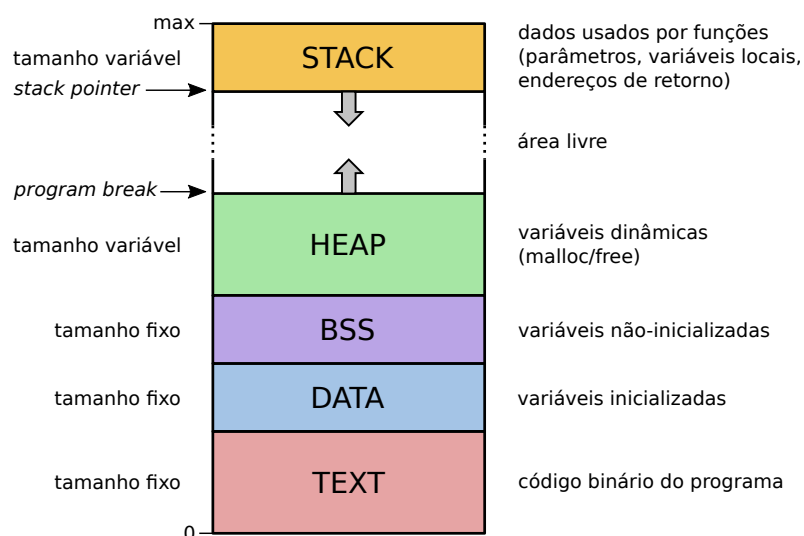 max
STACK
dados usados por funções
(parâmetros, variáveis locais,
endereços de retorno)
tamanho variável
stack pointer
área livre
program break
HEAP
tamanho variável
variáveis dinâmicas
(malloc/free)
tamanho fixo
BSS
variáveis não-inicializadas
tamanho fixo
DATA
variáveis inicializadas
tamanho fixo
TEXT
código binário do programa
0